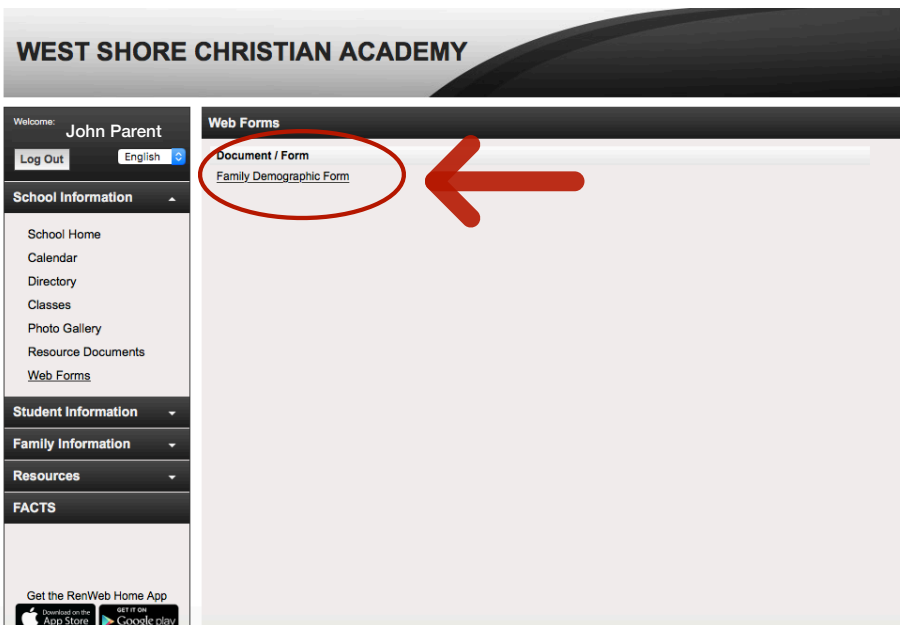 WEST SHORE CHRISTIAN ACADEMY
Welcome:
John Parent
Log Out
English
School Information
School Home
Calendar
Directory
Classes
Photo Gallery
Resource Documents
Web Forms
Student Information
Family Information
Resources
FACTS
Get the RenWeb Home App
Download on the
App Store
GET IT ON
Google play
Web Forms
Document / Form
Family Demographic Form